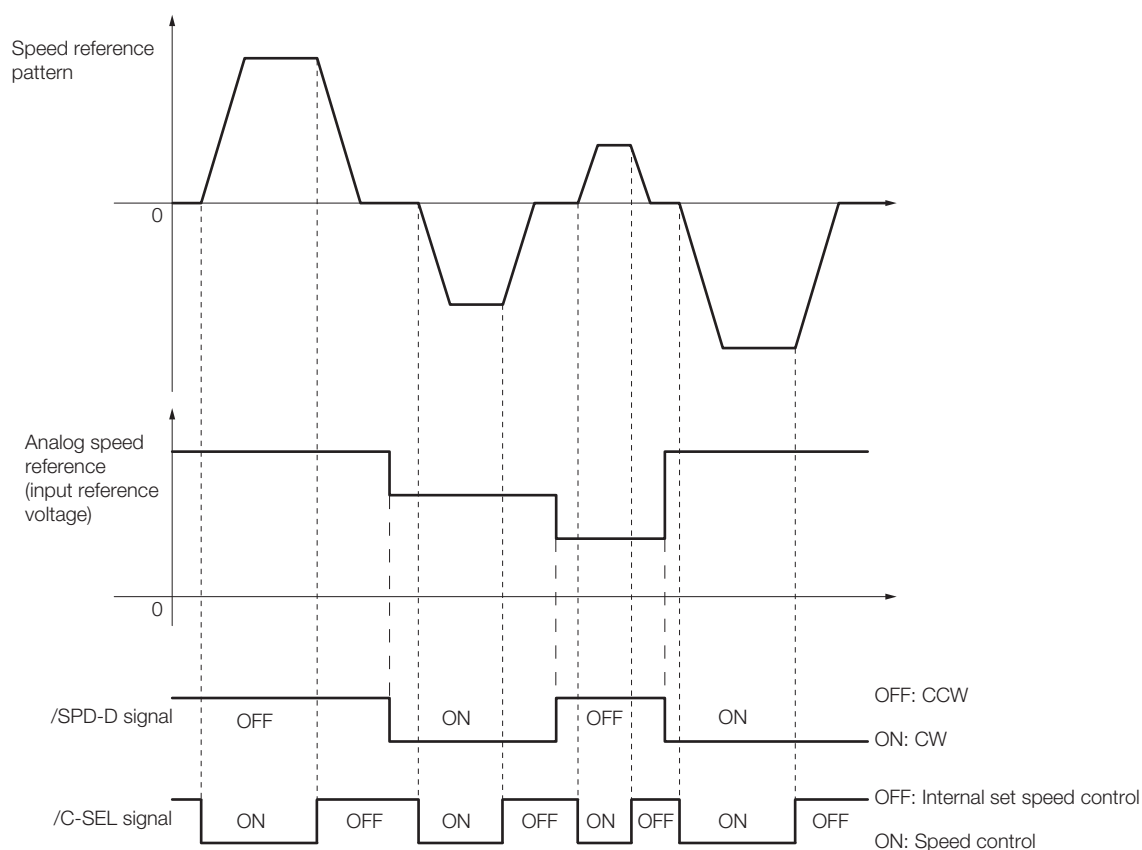 Speed reference
pattern
0
Analog speed
reference
(input reference
voltage)
0
/SPD-D signal
OFF
ON
OFF
ON
OFF: CCW
ON: CW
/C-SEL signal
ON
OFF
ON
OFF
ON
OFF
ON
OFF
OFF: Internal set speed control
ON: Speed control